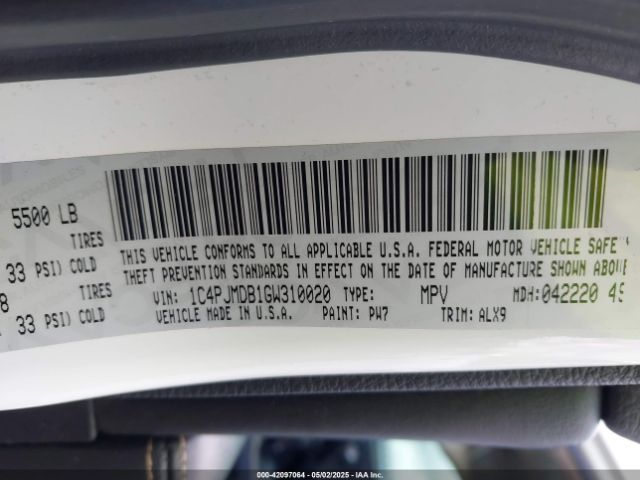 5500 LB
TIRES
33 PSI) COLD
8 TIRES
33 PSI) COLD
THIS VEHICLE CONFORMS TO ALL APPLICABLE U.S.A. FEDERAL MOTOR VEHICLE SAFE
THEFT PREVENTION STANDARDS IN EFFECT ON THE DATE OF MANUFACTURE SHOWN ABOVE
VIN: 1C4PJMDB1GW310020 TYPE: MPV MDH:042220 49
VEHICLE MADE IN U.S.A. PAINT: PW7 TRIM: ALX9
000-42097064 - 05/02/2025 - IAA Inc.